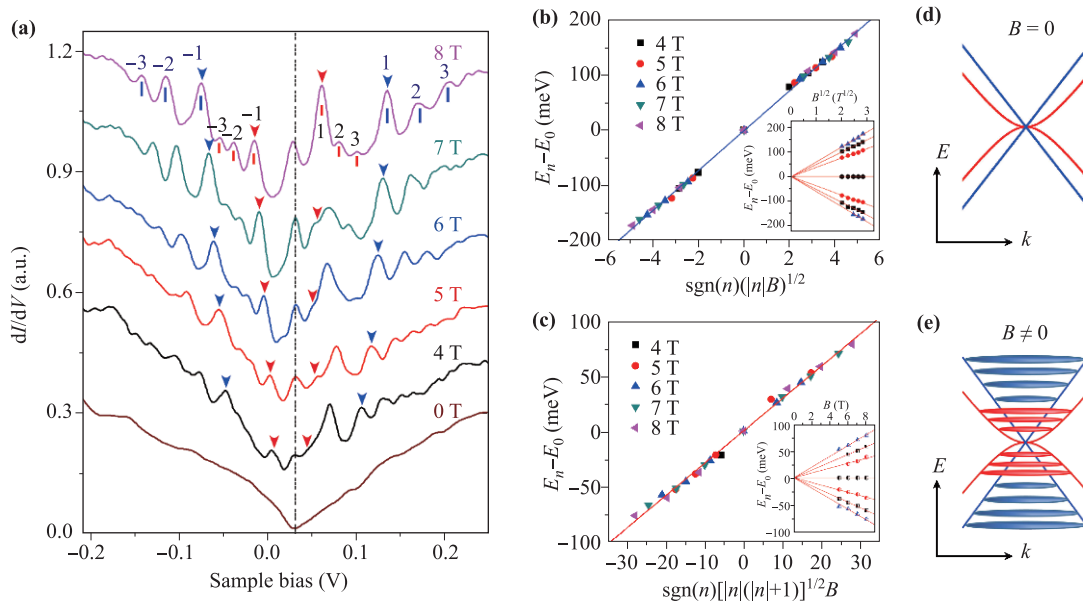 (a)
1.2
0.9
0.6
0.3
0.0
dI/dV (a.u.)
−0.2
−0.1
0.0
0.1
0.2
Sample bias (V)
8 T
7 T
6 T
5 T
4 T
0 T
−3
−2
−1
−3
−2
−1
1
2
3
1
2
3
(b)
200
100
0
−100
−200
Eₙ−E₀ (meV)
4 T
5 T
6 T
7 T
8 T
B^1/2 (T^1/2)
0 1 2 3
200
100
0
−100
−200
Eₙ−E₀ (meV)
−6 −4 −2 0 2 4 6
sgn(n)(|n|B)^1/2
(c)
100
50
0
−50
−100
Eₙ−E₀ (meV)
4 T
5 T
6 T
7 T
8 T
B (T)
0 2 4 6 8
100
50
0
−50
−100
Eₙ−E₀ (meV)
−30 −20 −10 0 10 20 30
sgn(n)[|n|(|n|+1)]^1/2B
(d)
B = 0
E
k
(e)
B ≠ 0
E
k